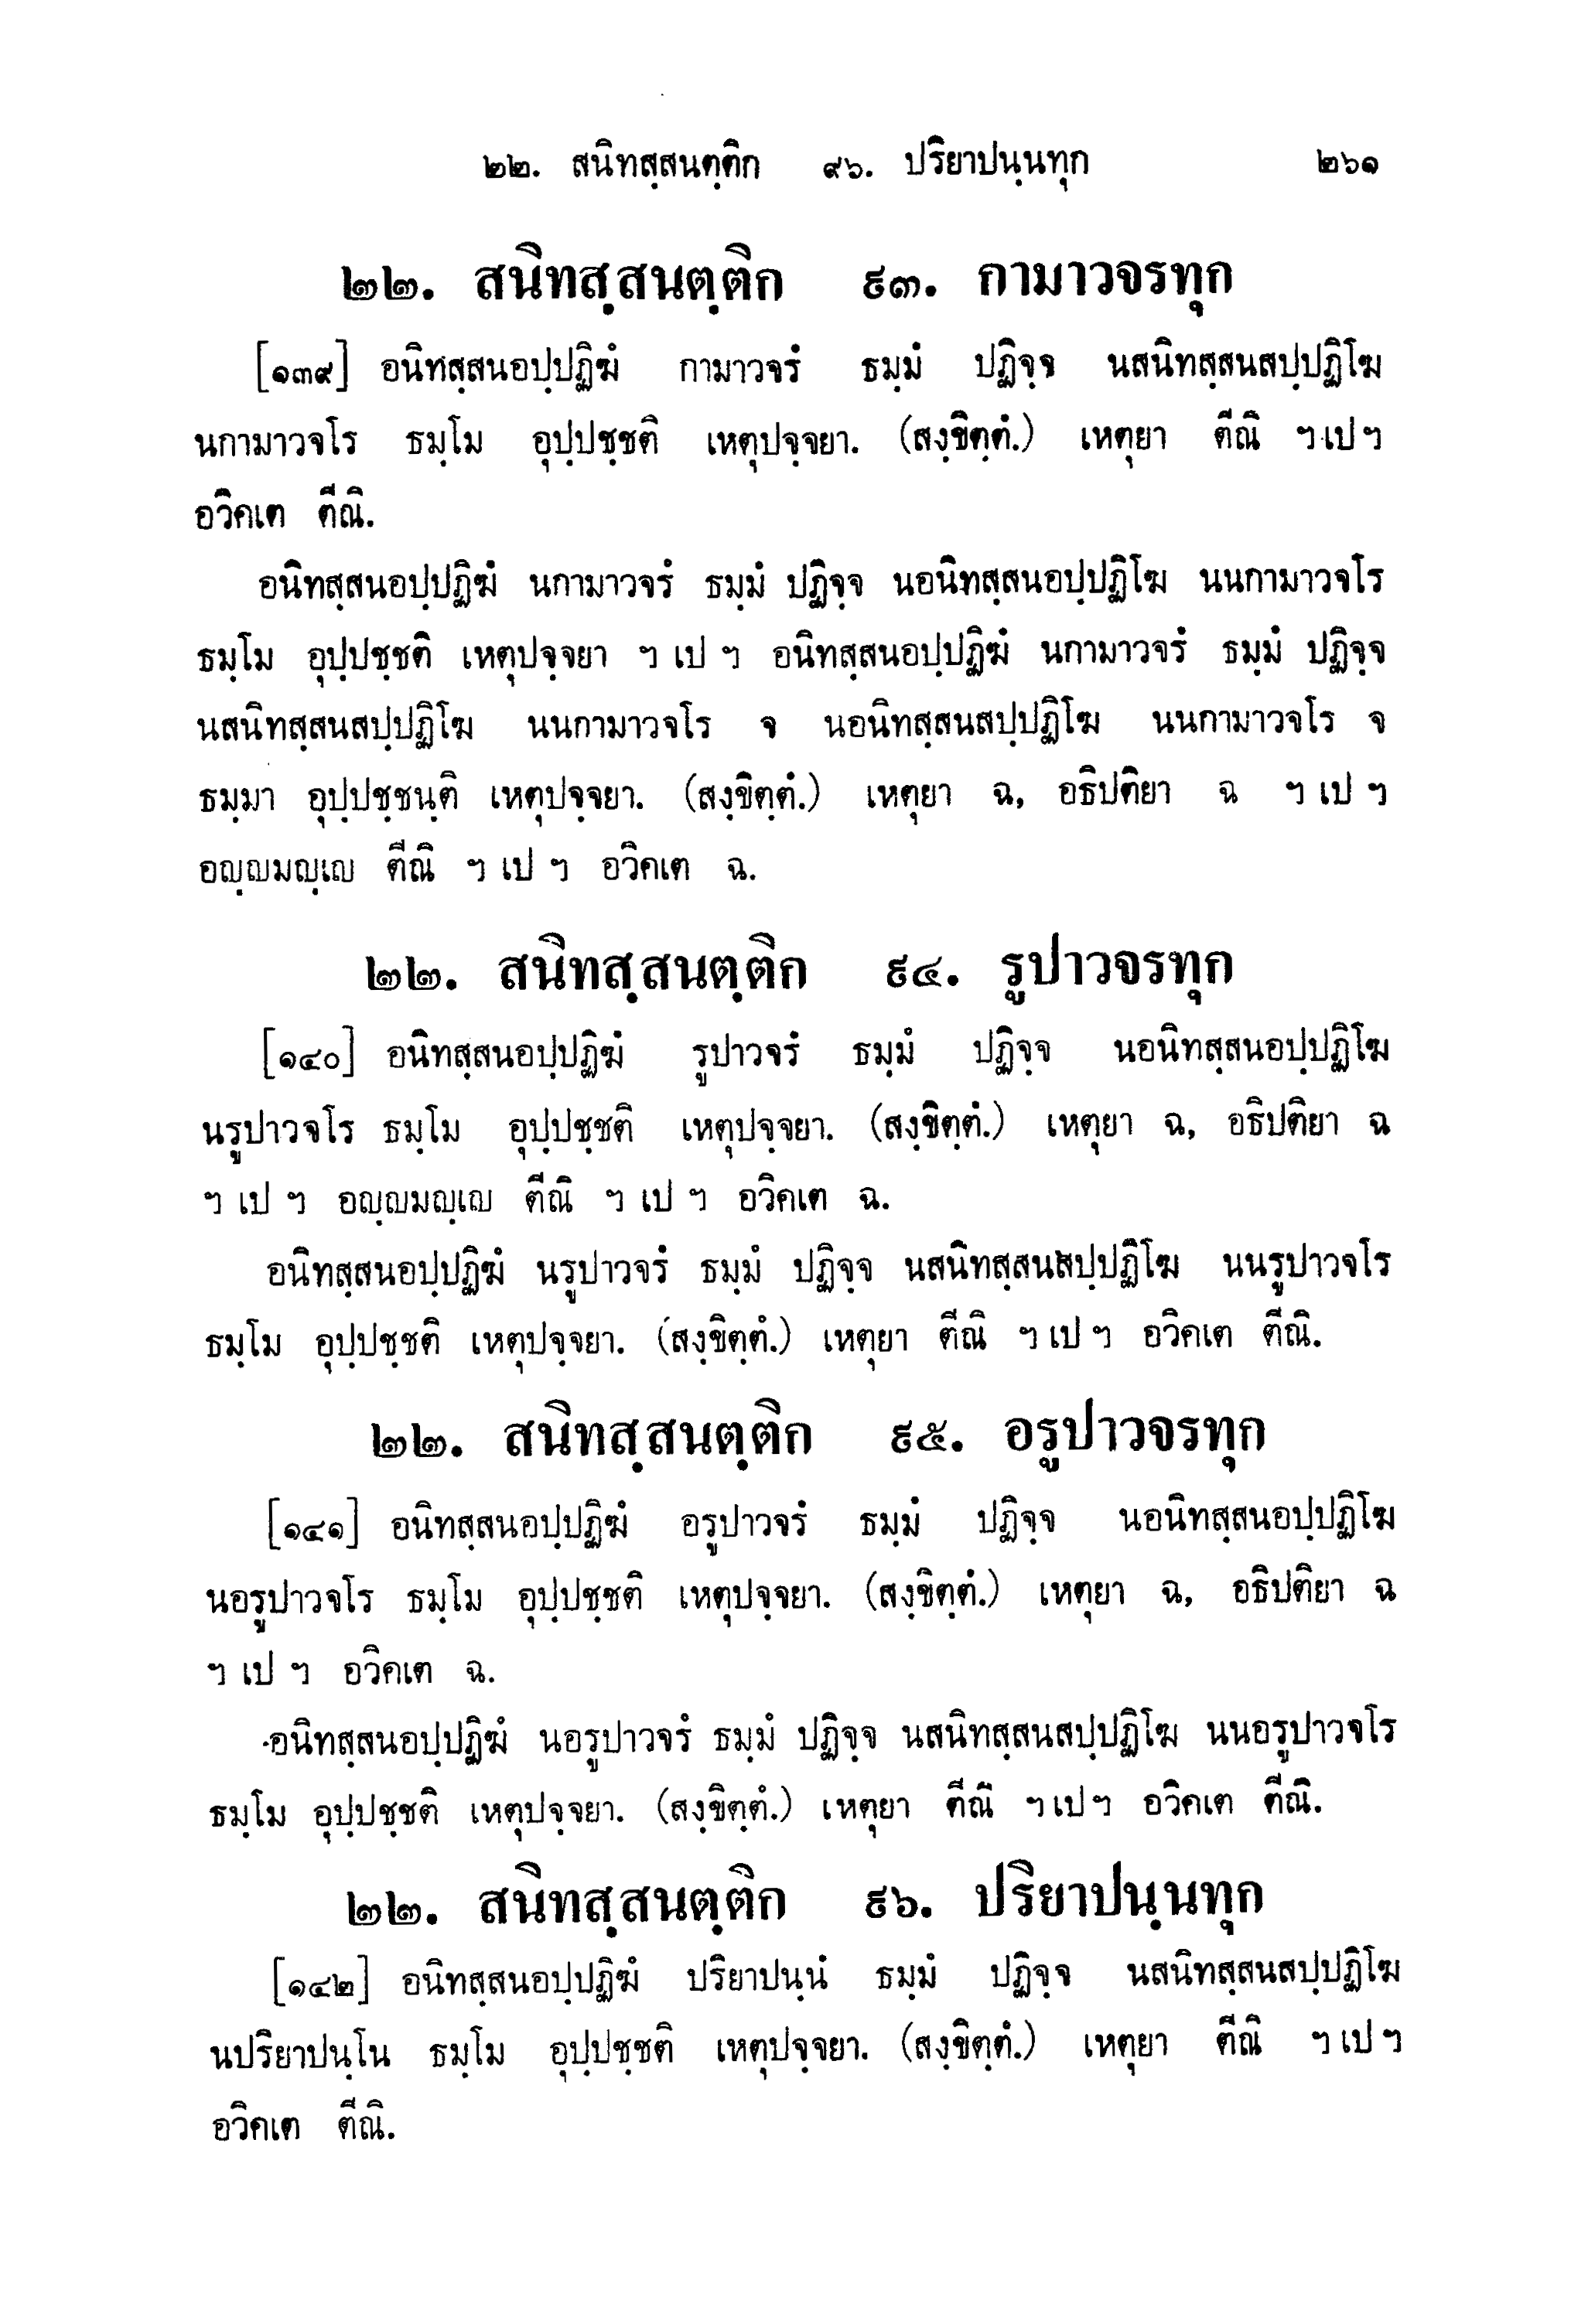 ๒๒. สนิทสฺสนตฺติก ๙๖. ปริยาปนฺนทุก ๒๖๑
๒๒. สนิทสฺสนตฺติก ๙๓. กามาวจรทุก
[๑๓๙] อนิทสฺสนอปฺปฏิฆํ กามาวจรํ ธมฺมํ ปฏิจฺจ นสนิทสฺสนสปฺปฏิโฆ
นกามาวจโร ธมฺโม อุปฺปชฺชติ เหตุปจฺจยา. (สงฺขิตฺตํ.) เหตุยา ตีณิ ฯ เป ฯ
อวิคเต ตีณิ.
อนิทสฺสนอปฺปฏิฆํ นกามาวจรํ ธมฺมํ ปฏิจฺจ นอนิทสฺสนอปฺปฏิโฆ นนกามาวจโร
ธมฺโม อุปฺปชฺชติ เหตุปจฺจยา ฯ เป ฯ อนิทสฺสนอปฺปฏิฆํ นกามาวจรํ ธมฺมํ ปฏิจฺจ
นสนิทสฺสนสปฺปฏิโฆ นนกามาวจโร จ นอนิทสฺสนสปฺปฏิโฆ นนกามาวจโร จ
ธมฺมา อุปฺปชฺชนฺติ เหตุปจฺจยา. (สงฺขิตฺตํ.) เหตุยา ฉ, อธิปติยา ฉ ฯ เป ฯ
อญฺญมญฺเญ ตีณิ ฯ เป ฯ อวิคเต ฉ.
๒๒. สนิทสฺสนตฺติก ๙๔. รูปาวจรทุก
[๑๔๐] อนิทสฺสนอปฺปฏิฆํ รูปาวจรํ ธมฺมํ ปฏิจฺจ นอนิทสฺสนอปฺปฏิโฆ
นรูปาวจโร ธมฺโม อุปฺปชฺชติ เหตุปจฺจยา. (สงฺขิตฺตํ.) เหตุยา ฉ, อธิปติยา ฉ
ฯ เป ฯ อญฺญมญฺเญ ตีณิ ฯ เป ฯ อวิคเต ฉ.
อนิทสฺสนอปฺปฏิฆํ นรูปาวจรํ ธมฺมํ ปฏิจฺจ นสนิทสฺสนสปฺปฏิโฆ นนรูปาวจโร
ธมฺโม อุปฺปชฺชติ เหตุปจฺจยา. (สงฺขิตฺตํ.) เหตุยา ตีณิ ฯ เป ฯ อวิคเต ตีณิ.
๒๒. สนิทสฺสนตฺติก ๙๕. อรูปาวจรทุก
[๑๔๑] อนิทสฺสนอปฺปฏิฆํ อรูปาวจรํ ธมฺมํ ปฏิจฺจ นอนิทสฺสนอปฺปฏิโฆ
นอรูปาวจโร ธมฺโม อุปฺปชฺชติ เหตุปจฺจยา. (สงฺขิตฺตํ.) เหตุยา ฉ, อธิปติยา ฉ
ฯ เป ฯ อวิคเต ฉ.
อนิทสฺสนอปฺปฏิฆํ นอรูปาวจรํ ธมฺมํ ปฏิจฺจ นสนิทสฺสนสปฺปฏิโฆ นนอรูปาวจโร
ธมฺโม อุปฺปชฺชติ เหตุปจฺจยา. (สงฺขิตฺตํ.) เหตุยา ตีณิ ฯ เป ฯ อวิคเต ตีณิ.
๒๒. สนิทสฺสนตฺติก ๙๖. ปริยาปนฺนทุก
[๑๔๒] อนิทสฺสนอปฺปฏิฆํ ปริยาปนฺนํ ธมฺมํ ปฏิจฺจ นสนิทสฺสนสปฺปฏิโฆ
นปริยาปนฺโน ธมฺโม อุปฺปชฺชติ เหตุปจฺจยา. (สงฺขิตฺตํ.) เหตุยา ตีณิ ฯ เป ฯ
อวิคเต ตีณิ.